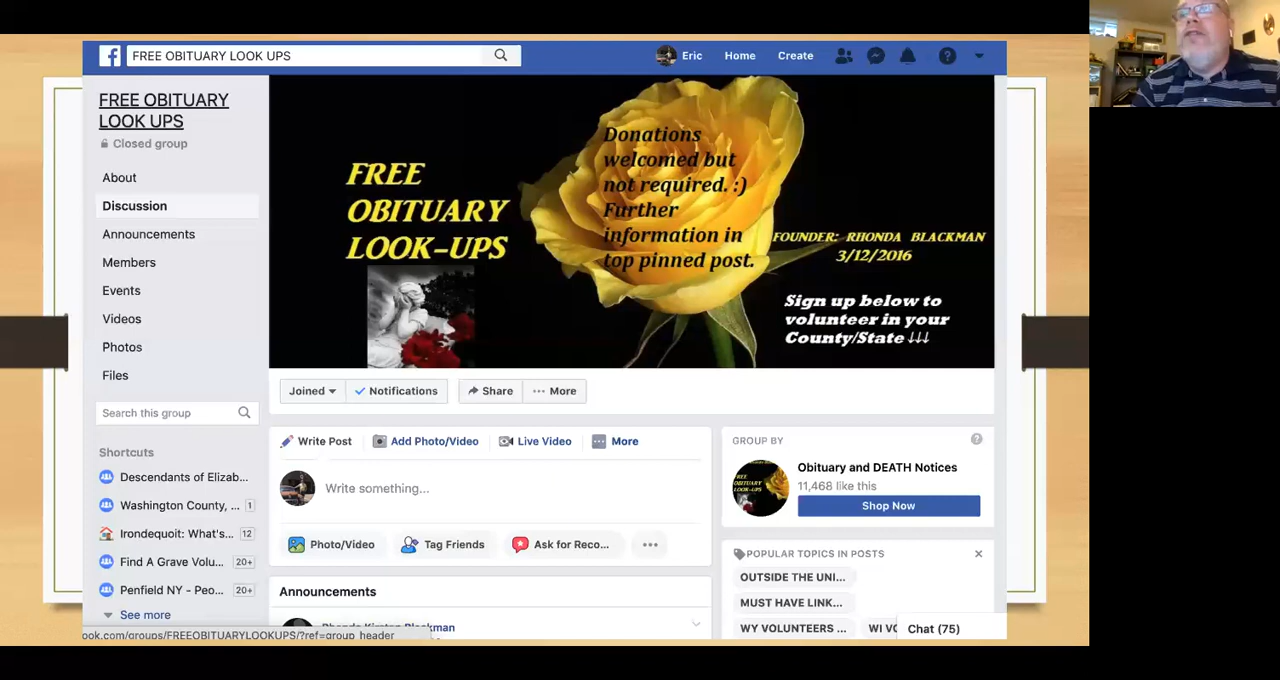 FREE OBITUARY LOOK UPS
Eric
Home
Create
FREE OBITUARY
LOOK UPS
Closed group
About
Discussion
Announcements
Members
Events
Videos
Photos
Files
Search this group
Shortcuts
Descendants of Elizab...
Washington County, ... 1
Irondequoit: What's... 12
Find A Grave Volu... 20+
Penfield NY - Peo... 20+
See more
ook.com/groups/FREEOBITUARYLOOKUPS/?ref=group_header
FREE
OBITUARY
LOOK-UPS
Donations
welcomed but
not required. :)
Further
information in
top pinned post.
FOUNDER: RHONDA BLACKMAN
3/12/2016
Sign up below to
volunteer in your
County/State ↓↓↓
Joined
Notifications
Share
More
Write Post
Add Photo/Video
Live Video
More
Write something...
Photo/Video
Tag Friends
Ask for Reco...
Announcements
GROUP BY
Obituary and DEATH Notices
11,468 like this
Shop Now
POPULAR TOPICS IN POSTS
OUTSIDE THE UNI...
MUST HAVE LINK...
WY VOLUNTEERS ...
Chat (75)